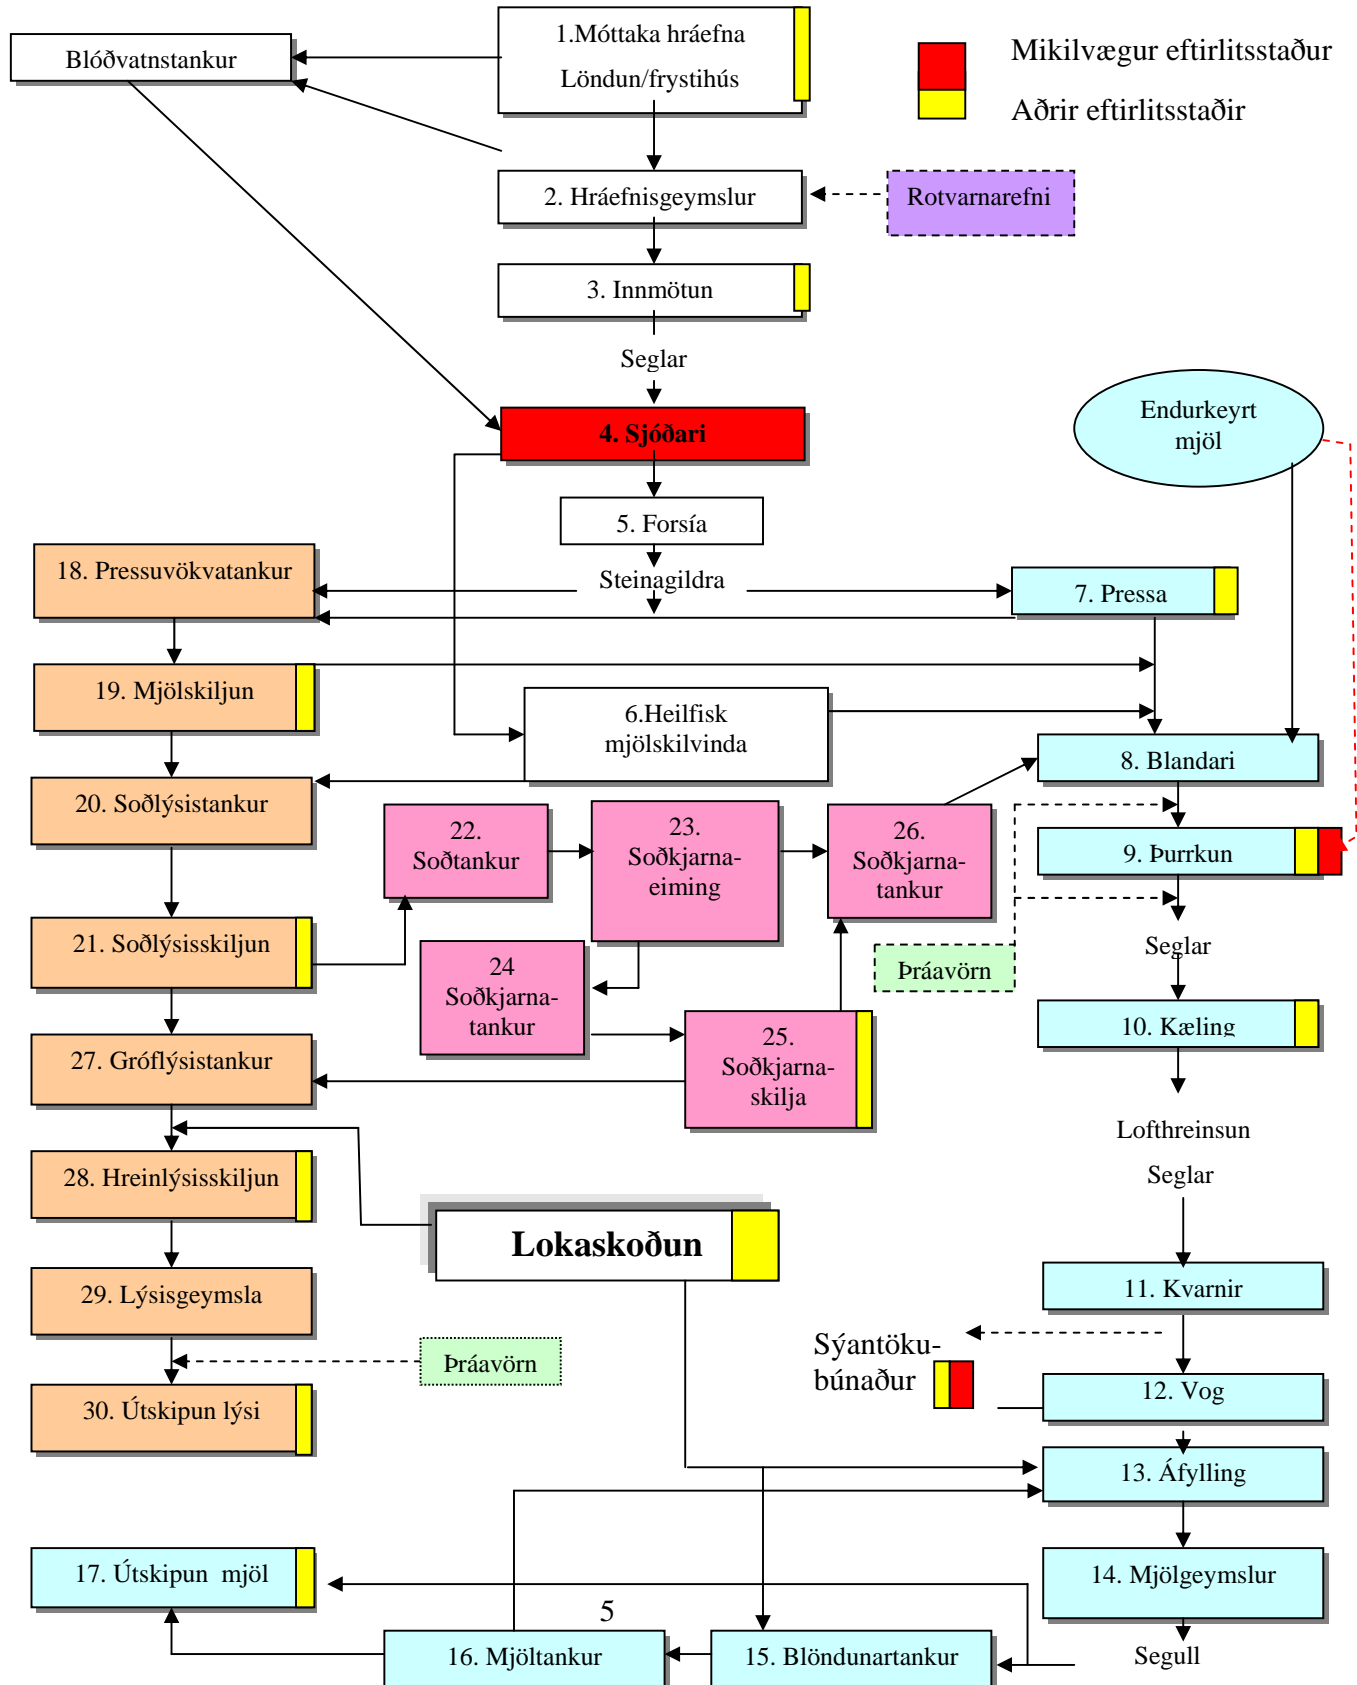 1.Móttaka hráefna
Löndun/frystihús
Blóðvatnstankur
Mikilvægur eftirlitsstaður
Aðrir eftirlitsstaðir
2. Hráefnisgeymslur
Rotvarnarefni
3. Innmötun
Seglar
4. Sjóðari
Endurkeyrt
mjöl
5. Forsía
18. Pressuvökvatankur
Steinagildra
7. Pressa
19. Mjölskiljun
6.Heilfisk
mjölskilvinda
8. Blandari
20. Soðlýsistankur
22.
Soðtankur
23.
Soðkjarna-
eiming
26.
Soðkjarna-
tankur
9. Þurrkun
21. Soðlýsisskiljun
24
Soðkjarna-
tankur
Þráavörn
Seglar
10. Kæling
25.
Soðkjarna-
skilja
27. Gróflýsistankur
Lofthreinsun
Seglar
28. Hreinlýsisskiljun
Lokaskoðun
29. Lýsisgeymsla
11. Kvarnir
Þráavörn
Sýantöku-
búnaður
30. Útskipun lýsi
12. Vog
13. Áfylling
17. Útskipun mjöl
14. Mjölgeymslur
5
16. Mjöltankur
15. Blöndunartankur
Segull